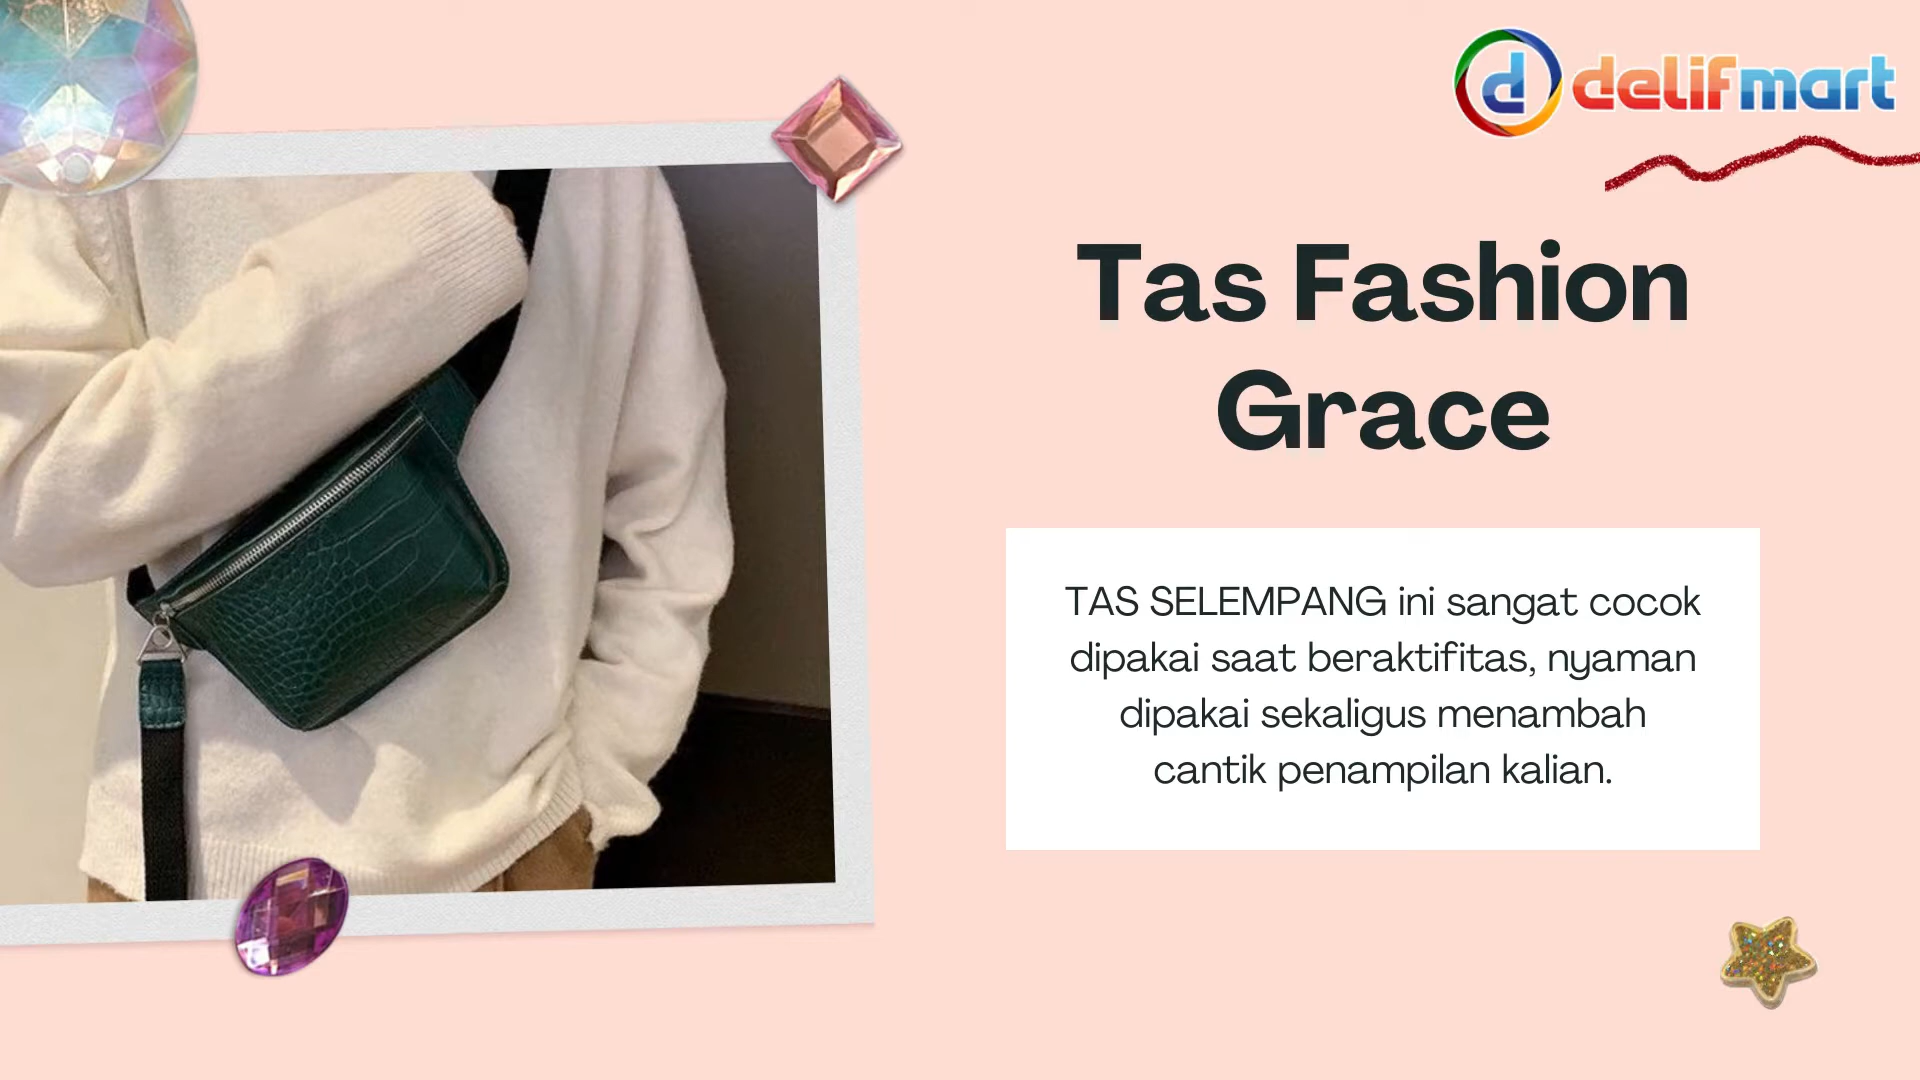 d delifmart
Tas Fashion
Grace
TAS SELEMPANG ini sangat cocok
dipakai saat beraktifitas, nyaman
dipakai sekaligus menambah
cantik penampilan kalian.